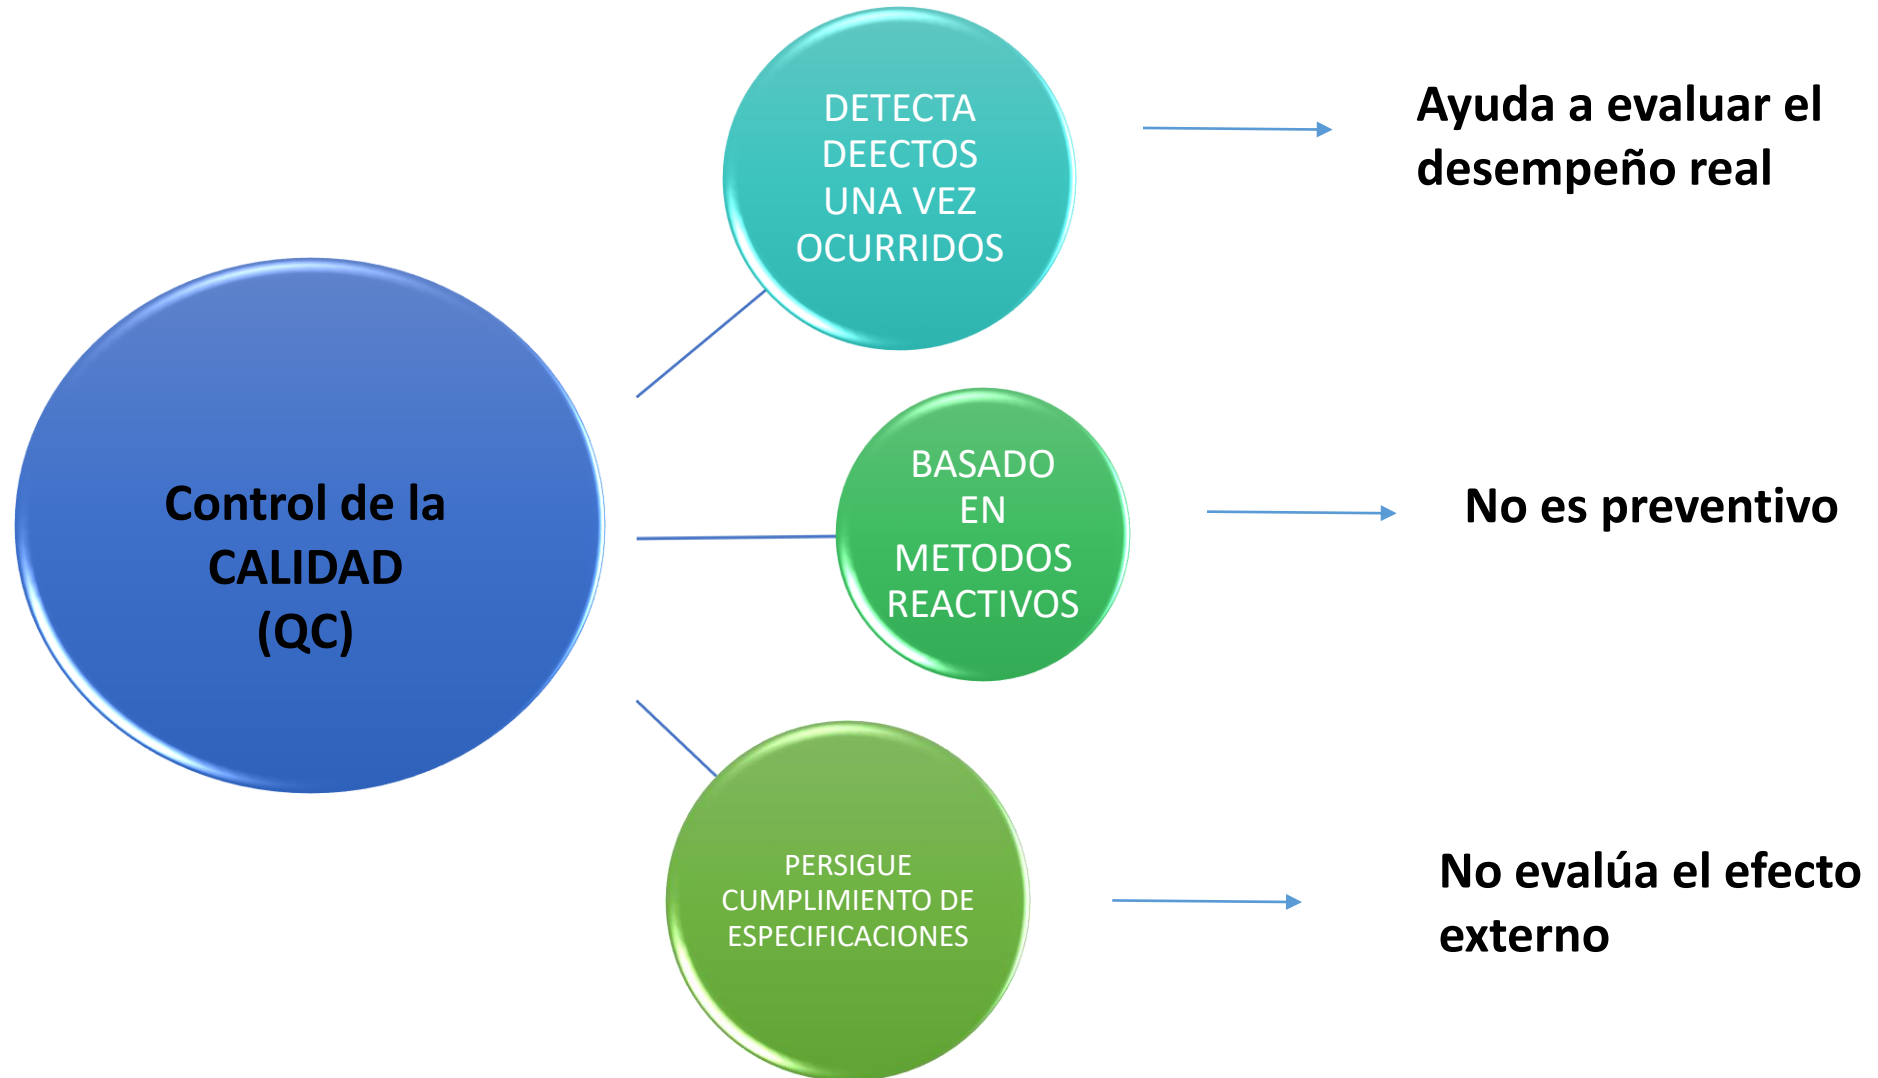 Control de la
CALIDAD
(QC)
DETECTA
DEECTOS
UNA VEZ
OCURRIDOS
Ayuda a evaluar el
desempeño real
BASADO
EN
METODOS
REACTIVOS
No es preventivo
PERSIGUE
CUMPLIMIENTO DE
ESPECIFICACIONES
No evalúa el efecto
externo